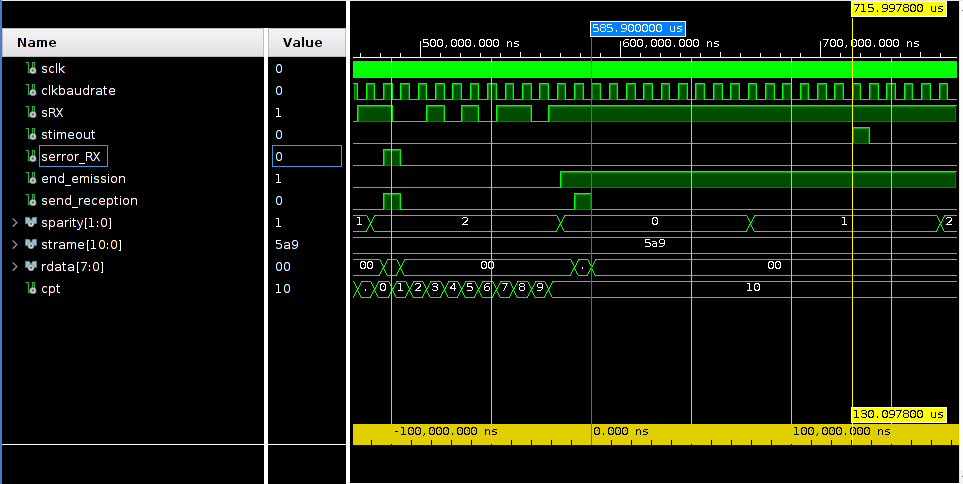 715.997800 us
585.900000 us
Name Value
500,000.000 ns 600,000.000 ns 700,000.000 ns
sclk 0
clkbaudrate 0
sRX 1
stimeout 0
serror_RX 0
end_emission 1
send_reception 0
sparity[1:0] 1 1 2 0 1 2
strame[10:0] 5a9 5a9
rdata[7:0] 00 00 00 . 00
cpt 10 . 0 1 2 3 4 5 6 7 8 9 10
130.097800 us
-100,000.000 ns 0.000 ns 100,000.000 ns